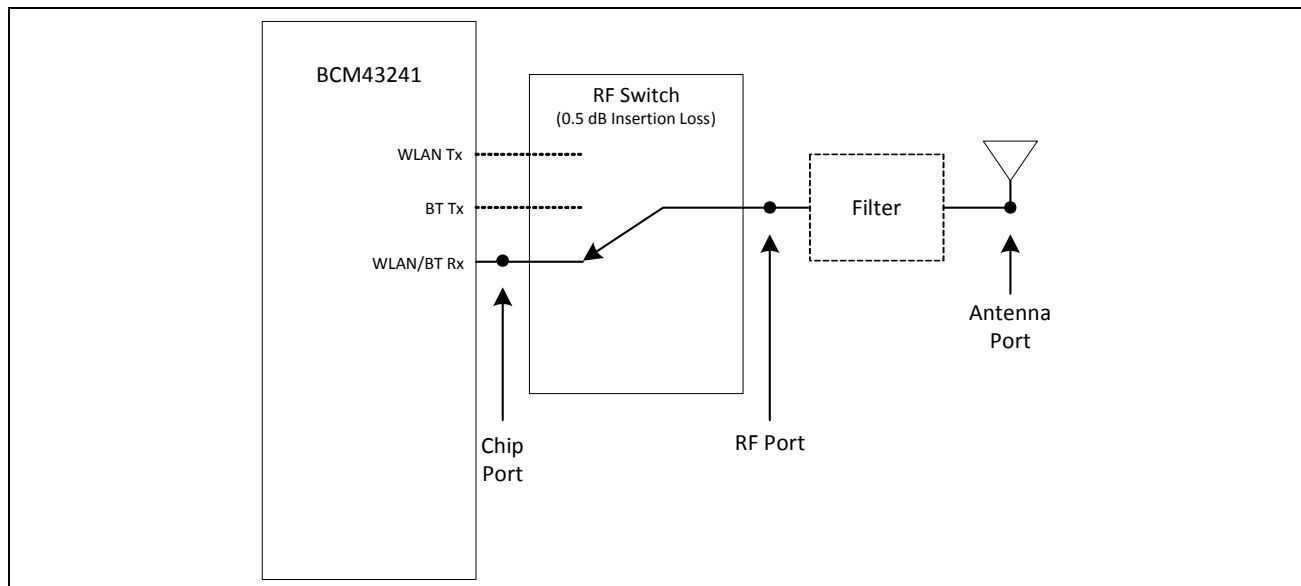 BCM43241
RF Switch
(0.5 dB Insertion Loss)
WLAN Tx
BT Tx
WLAN/BT Rx
Filter
Chip
Port
RF Port
Antenna
Port